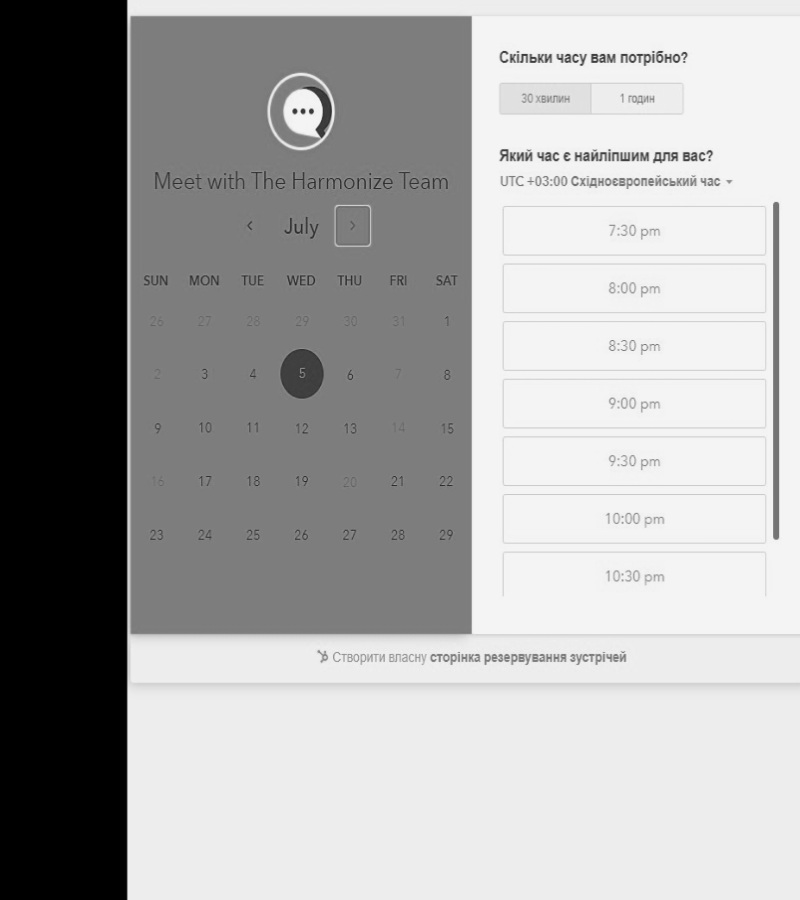 Meet with The Harmonize Team
July
SUN MON TUE WED THU FRI SAT
26 27 28 29 30 31 1
2 3 4 5 6 7 8
9 10 11 12 13 14 15
16 17 18 19 20 21 22
23 24 25 26 27 28 29
Скільки часу вам потрібно?
30 хвилин 1 годин
Який час є найліпшим для вас?
UTC +03:00 Східноєвропейський час
7:30 pm
8:00 pm
8:30 pm
9:00 pm
9:30 pm
10:00 pm
10:30 pm
Створити власну сторінка резервування зустрічей